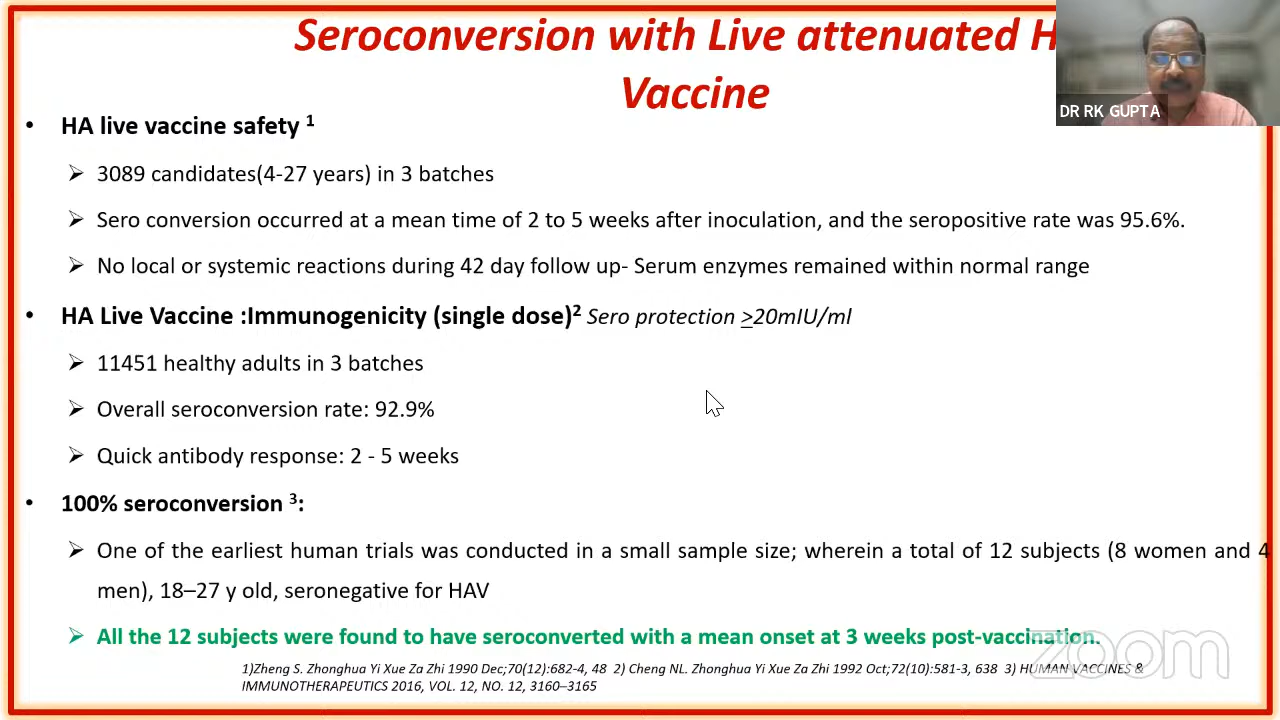 Seroconversion with Live attenuated H
Vaccine
DR RK GUPTA
• HA live vaccine safety 1
➢ 3089 candidates(4-27 years) in 3 batches
➢ Sero conversion occurred at a mean time of 2 to 5 weeks after inoculation, and the seropositive rate was 95.6%.
➢ No local or systemic reactions during 42 day follow up- Serum enzymes remained within normal range
• HA Live Vaccine :Immunogenicity (single dose)2 Sero protection ≥20mIU/ml
➢ 11451 healthy adults in 3 batches
➢ Overall seroconversion rate: 92.9%
➢ Quick antibody response: 2 - 5 weeks
• 100% seroconversion 3:
➢ One of the earliest human trials was conducted in a small sample size; wherein a total of 12 subjects (8 women and 4
men), 18–27 y old, seronegative for HAV
➢ All the 12 subjects were found to have seroconverted with a mean onset at 3 weeks post-vaccination.
zoom
1)Zheng S. Zhonghua Yi Xue Za Zhi 1990 Dec;70(12):682-4, 48 2) Cheng NL. Zhonghua Yi Xue Za Zhi 1992 Oct;72(10):581-3, 638 3) HUMAN VACCINES &
IMMUNOTHERAPEUTICS 2016, VOL. 12, NO. 12, 3160–3165